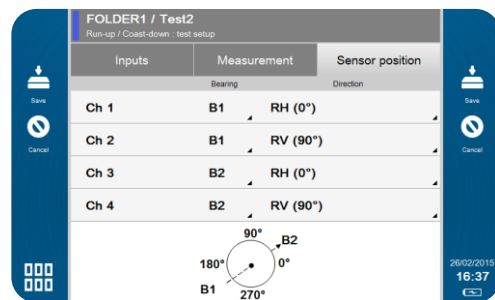 FOLDER1 / Test2
Run-up / Coast-down : test
setup
Inputs
Measurement
Sensor position
Bearing
Direction
Save
Cancel
Ch 1 B1 RH (0°)
Ch 2 B1 RV (90°)
Ch 3 B2 RH (0°)
Ch 4 B2 RV (90°)
90°
B2
180°
0°
B1
270°
Save
Cancel
26/02/2015
16:37